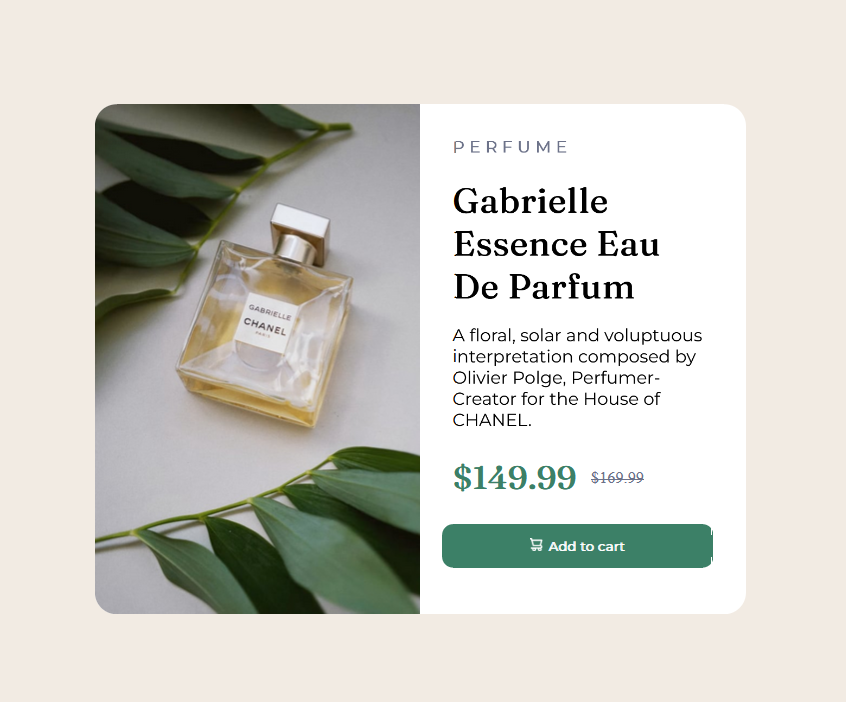 PERFUME
Gabrielle
Essence Eau
De Parfum
A floral, solar and voluptuous
interpretation composed by
Olivier Polge, Perfumer-
Creator for the House of
CHANEL.
$149.99 $169.99
Add to cart
GABRIELLE
CHANEL
PARIS